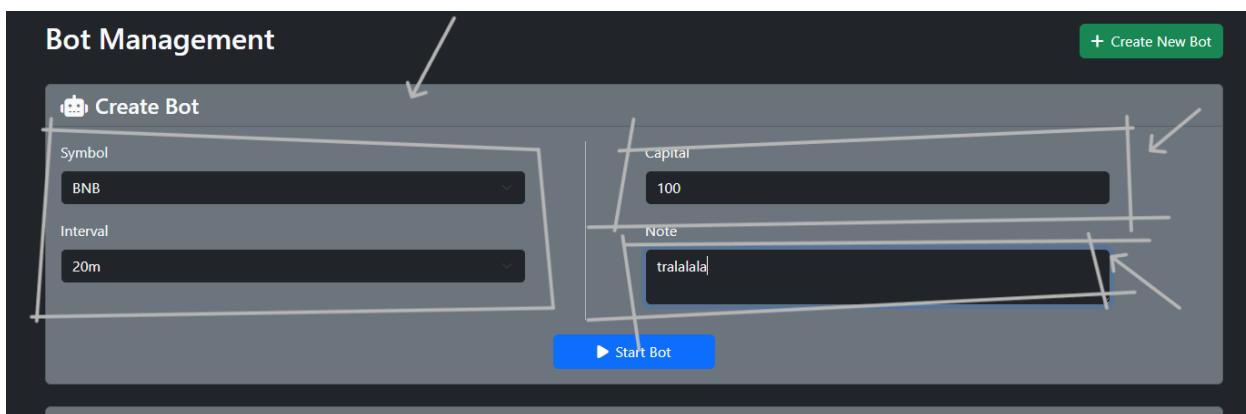 Bot Management
+ Create New Bot
Create Bot
Symbol
BNB
Interval
20m
Capital
100
Note
tralalala
Start Bot